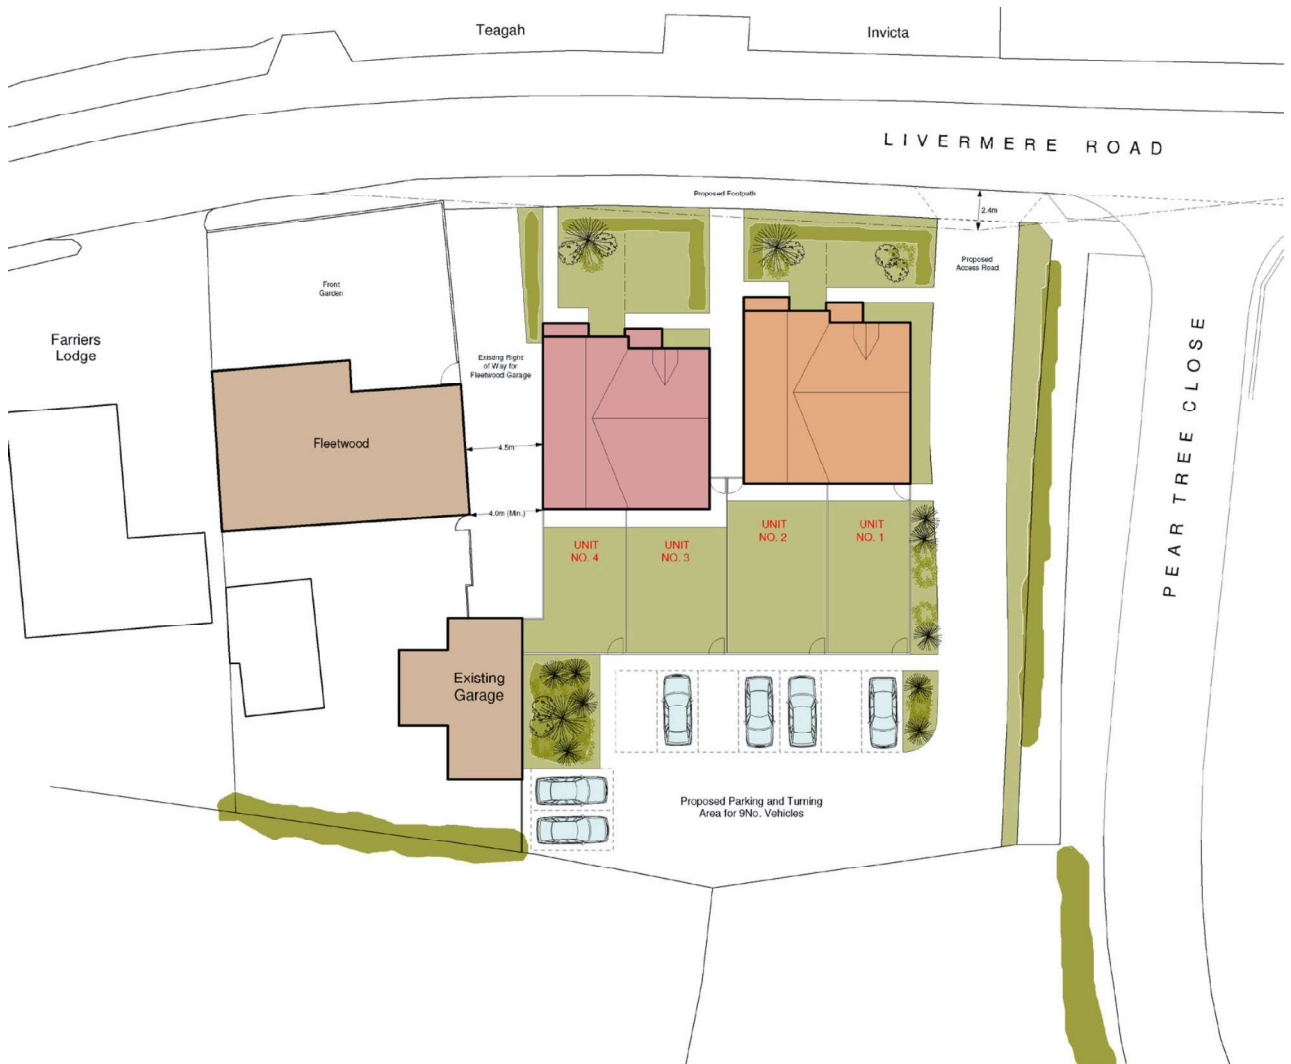 Teagah
Invicta
LIVERMERE ROAD
Proposed Footpath
2.4m
Proposed
Access Road
Front
Garden
Farriers
Lodge
Existing Right
of Way for
Fleetwood Garage
PEAR TREE CLOSE
Fleetwood
4.5m
4.0m (Min.)
UNIT
NO. 4
UNIT
NO. 3
UNIT
NO. 2
UNIT
NO. 1
Existing
Garage
Proposed Parking and Turning
Area for 9No. Vehicles